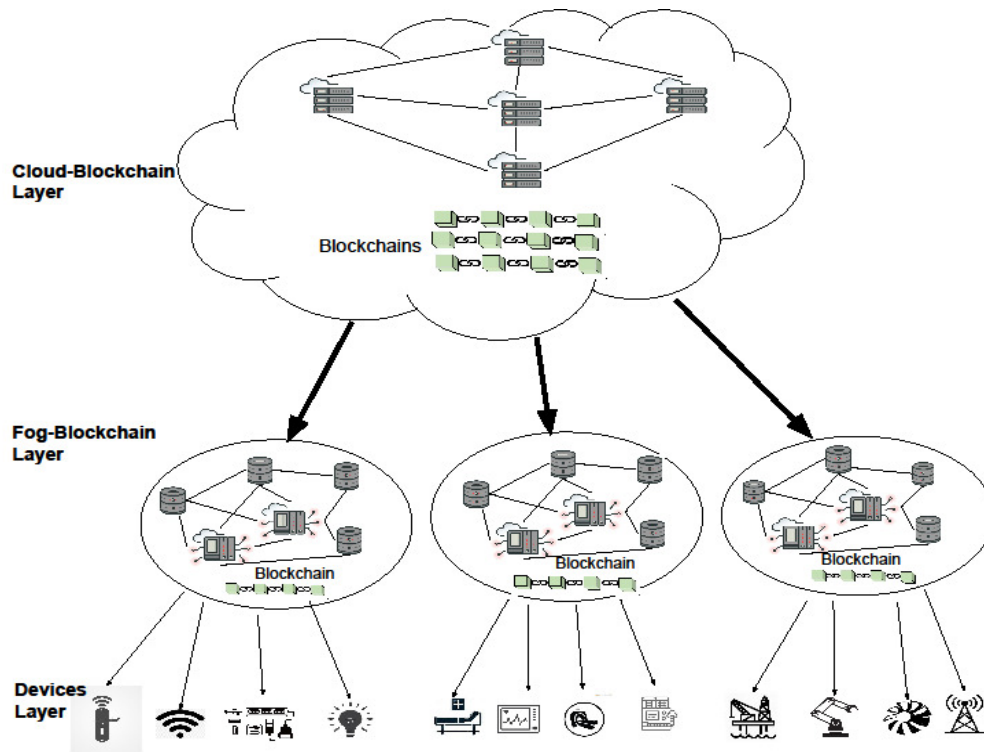 Cloud-Blockchain
Layer
Blockchains
Fog-Blockchain
Layer
Blockchain
Blockchain
Blockchain
Devices
Layer